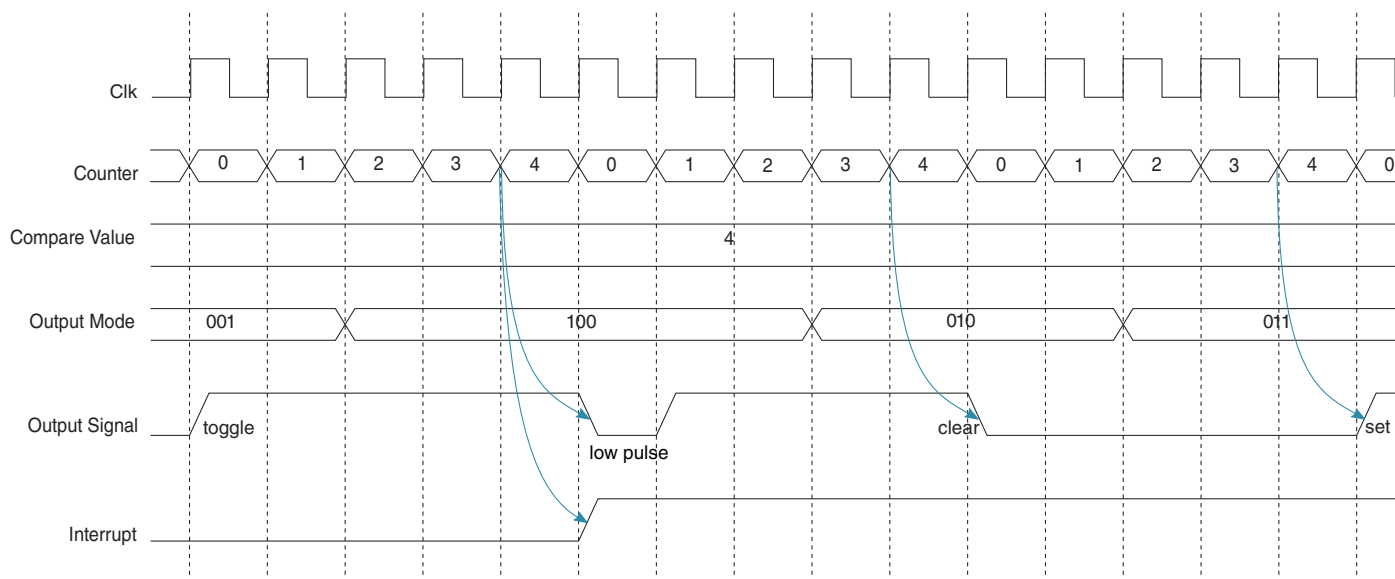 Clk
Counter 0 1 2 3 4 0 1 2 3 4 0 1 2 3 4 0
Compare Value 4
Output Mode 001 100 010 011
Output Signal toggle low pulse clear set
Interrupt